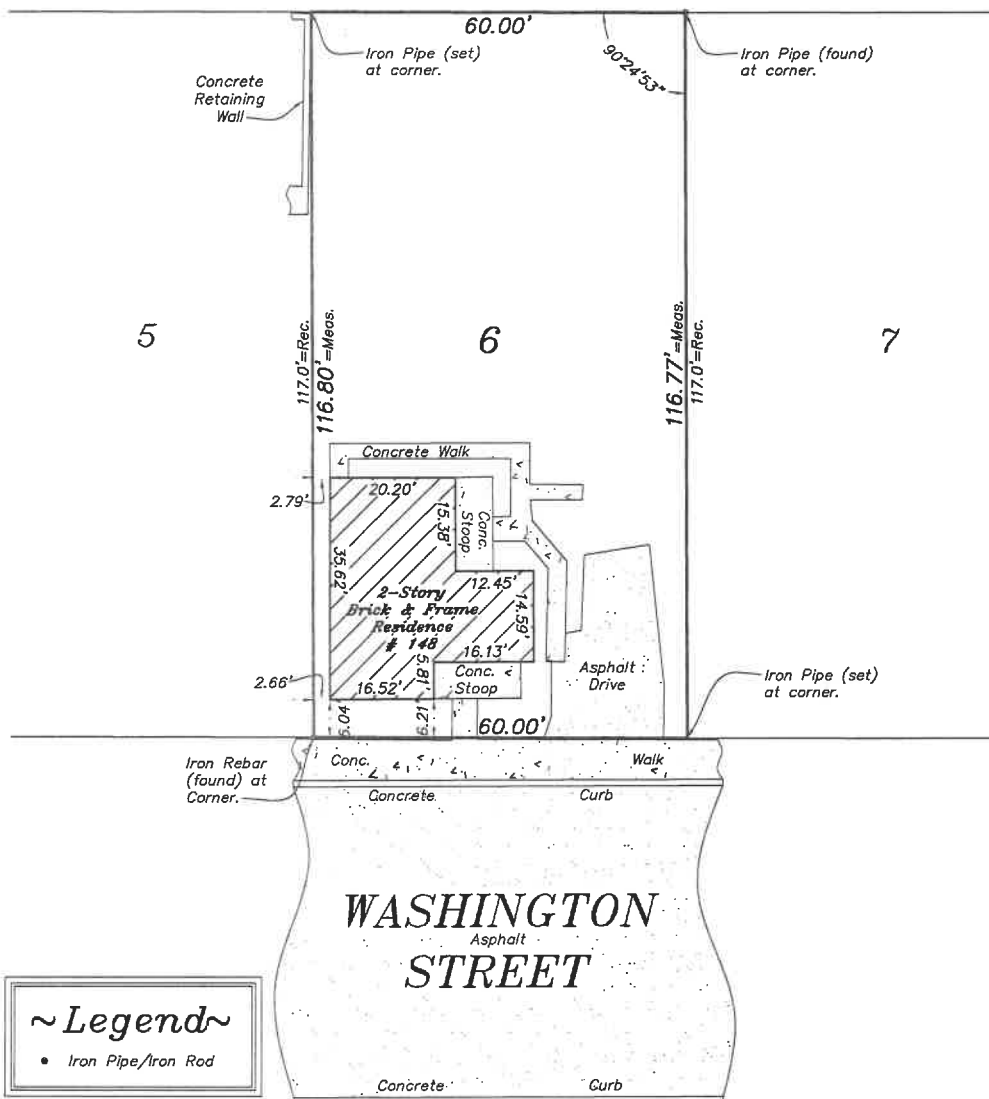 60.00'
Iron Pipe (set)
at corner.
90°24'53"
Iron Pipe (found)
at corner.
Concrete
Retaining
Wall
5
6
7
117.0'=Rec.
116.80'=Meas.
116.77'=Meas.
117.0'=Rec.
Concrete Walk
20.20'
2.79'
15.38'
Conc.
Stoop
35.62'
12.45'
2-Story
Brick & Frame
Residence
# 148
14.59'
16.13'
5.81'
Conc.
Stoop
Asphalt
Drive
Iron Pipe (set)
at corner.
2.66'
16.52'
6.04'
6.12'
60.00'
Iron Rebar
(found) at
Corner.
Conc. Walk
Concrete Curb
WASHINGTON
Asphalt
STREET
~Legend~
• Iron Pipe/Iron Rod
Concrete Curb